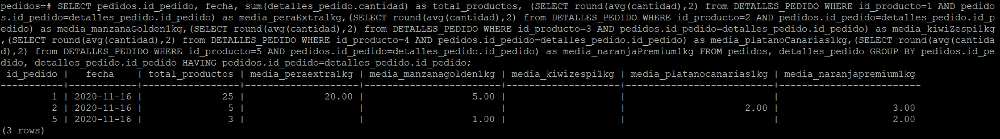 pedidos=# SELECT pedidos.id_pedido, fecha, sum(detalles_pedido.cantidad) as total_productos, (SELECT round(avg(cantidad),2) from DETALLES_PEDIDO WHERE id_producto=1 AND pedido
s.id_pedido=detalles_pedido.id_pedido) as media_peraExtra1kg,(SELECT round(avg(cantidad),2) from DETALLES_PEDIDO WHERE id_producto=2 AND pedidos.id_pedido=detalles_pedido.id_p
edido) as media_manzanaGolden1kg,(SELECT round(avg(cantidad),2) from DETALLES_PEDIDO WHERE id_producto=3 AND pedidos.id_pedido=detalles_pedido.id_pedido) as media_kiwiZespi1kg
,(SELECT round(avg(cantidad),2) from DETALLES_PEDIDO WHERE id_producto=4 AND pedidos.id_pedido=detalles_pedido.id_pedido) as media_platanoCanarias1kg,(SELECT round(avg(cantida
d),2) from DETALLES_PEDIDO WHERE id_producto=5 AND pedidos.id_pedido=detalles_pedido.id_pedido) as media_naranjaPremium1kg FROM pedidos, detalles_pedido GROUP BY pedidos.id_pe
dido, detalles_pedido.id_pedido HAVING pedidos.id_pedido=detalles_pedido.id_pedido;
 id_pedido |   fecha    | total_productos | media_peraextra1kg | media_manzanagolden1kg | media_kiwizespi1kg | media_platanocanarias1kg | media_naranjapremium1kg
-----------+------------+-----------------+--------------------+------------------------+--------------------+--------------------------+-------------------------
         1 | 2020-11-16 |              25 |              20.00 |                   5.00 |                    |                          |
         2 | 2020-11-16 |               5 |                    |                        |                    |                     2.00 |                    3.00
         5 | 2020-11-16 |               3 |                    |                   1.00 |                    |                          |                    2.00
(3 rows)